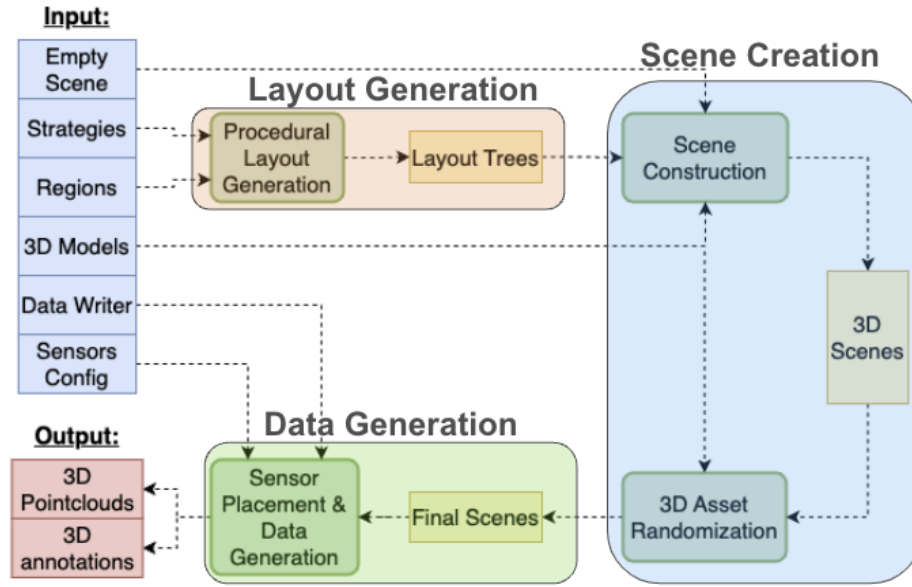 Input:
Empty
Scene
Strategies
Regions
3D Models
Data Writer
Sensors
Config
Layout Generation
Procedural
Layout
Generation
Layout Trees
Scene Creation
Scene
Construction
3D
Scenes
3D Asset
Randomization
Data Generation
Final Scenes
Sensor
Placement &
Data
Generation
Output:
3D
Pointclouds
3D
annotations